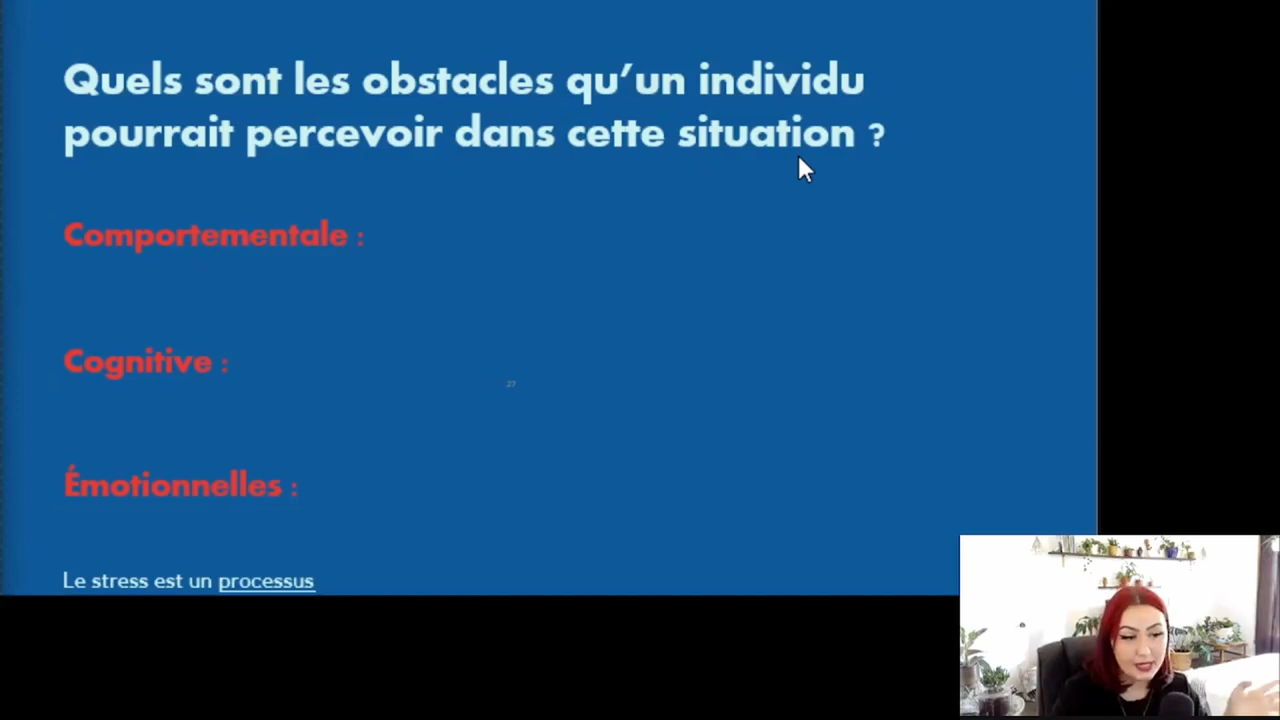 Quels sont les obstacles qu’un individu
pourrait percevoir dans cette situation ?
Comportementale :
Cognitive :
27
Émotionnelles :
Le stress est un processus